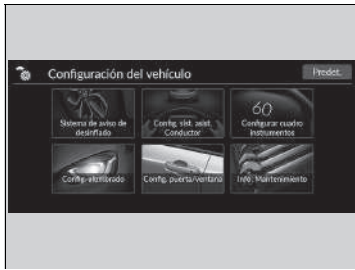 Configuración del vehículo
Predet.
Sistema de aviso de
desinflado
Config. sist. asist.
Conductor
60
Configurar cuadro
instrumentos
Config. alumbrado
Config. puerta/ventana
Info. Mantenimiento